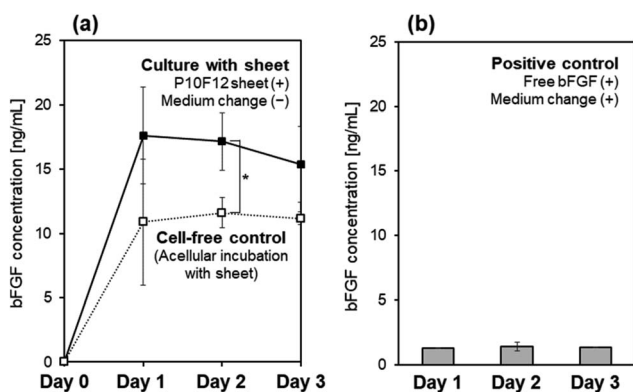 (a)
bFGF concentration [ng/mL]
25
20
15
10
5
0
Culture with sheet
P10F12 sheet (+)
Medium change (−)
*
Cell-free control
(Acellular incubation
with sheet)
Day 0 Day 1 Day 2 Day 3
(b)
bFGF concentration [ng/mL]
25
20
15
10
5
0
Positive control
Free bFGF (+)
Medium change (+)
Day 1 Day 2 Day 3